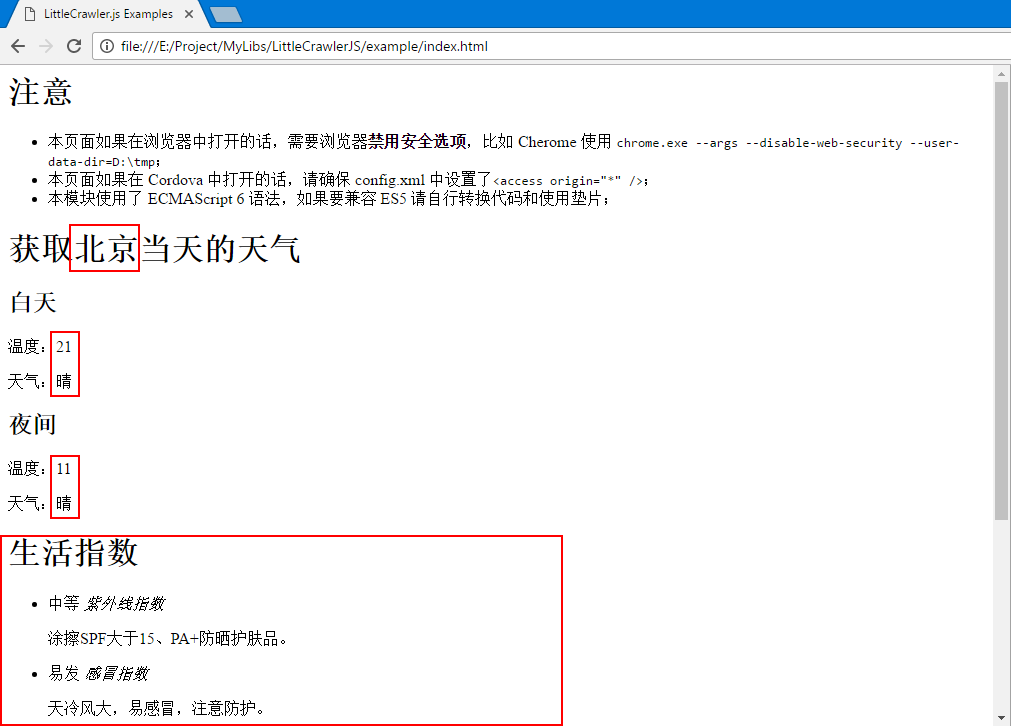 LittleCrawler.js Examples
file:///E:/Project/MyLibs/LittleCrawlerJS/example/index.html
注意
本页面如果在浏览器中打开的话，需要浏览器禁用安全选项，比如 Cherome 使用 chrome.exe --args --disable-web-security --user-
data-dir=D:\tmp；
本页面如果在 Cordova 中打开的话，请确保 config.xml 中设置了<access origin="*" />；
本模块使用了 ECMAScript 6 语法，如果要兼容 ES5 请自行转换代码和使用垫片；
获取北京当天的天气
白天
温度：21
天气：晴
夜间
温度：11
天气：晴
生活指数
中等 紫外线指数
涂擦SPF大于15、PA+防晒护肤品。
易发 感冒指数
天冷风大，易感冒，注意防护。